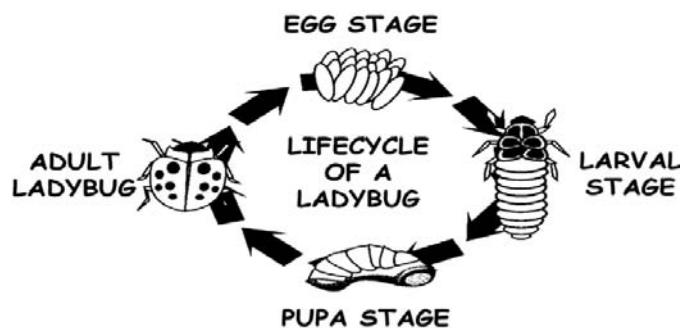 EGG STAGE
ADULT
LADYBUG
LIFECYCLE
OF A
LADYBUG
LARVAL
STAGE
PUPA STAGE